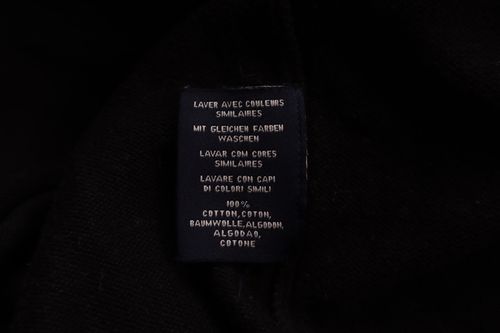 LAVER AVEC COULEURS
SIMILAIRES
MIT GLEICHEN FARBEN
WASCHEN
LAVAR COM CORES
SIMILARES
LAVARE CON CAPI
DI COLORI SIMILI
100%
COTTON, COTON,
BAUMWOLLE, ALGODON,
ALGODAO,
COTONE